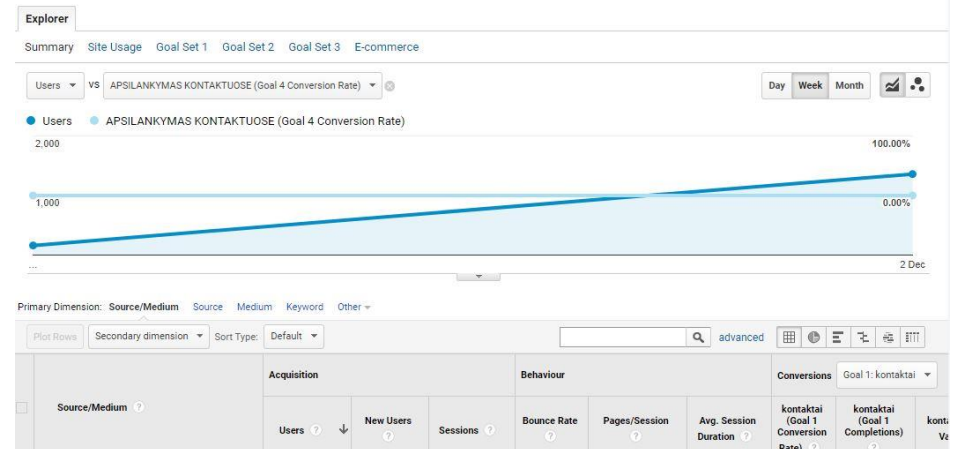 Explorer
Summary Site Usage Goal Set 1 Goal Set 2 Goal Set 3 E-commerce
Users VS APSILANKYMAS KONTAKTUOSE (Goal 4 Conversion Rate) Day Week Month
Users APSILANKYMAS KONTAKTUOSE (Goal 4 Conversion Rate)
2,000 100.00%
1,000 0.00%
... 2 Dec
Primary Dimension: Source/Medium Source Medium Keyword Other
Plot Rows Secondary dimension Sort Type: Default advanced
Acquisition Behaviour Conversions Goal 1: kontaktai
Source/Medium ? Users ? New Users ? Sessions ? Bounce Rate ? Pages/Session ? Avg. Session Duration ? kontaktai (Goal 1 Conversion Rate) ? kontaktai (Goal 1 Completions) ?